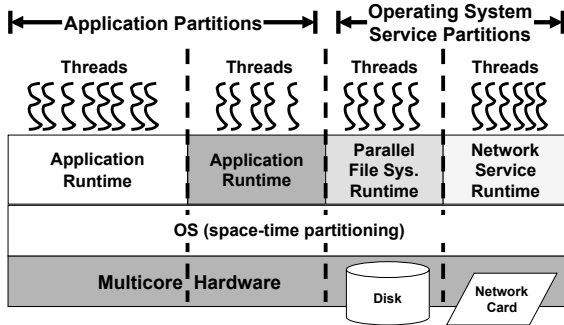 Application Partitions
Operating System
Service Partitions
Threads
Threads
Threads
Threads
Application
Runtime
Application
Runtime
Parallel
File Sys.
Runtime
Network
Service
Runtime
OS (space-time partitioning)
Multicore Hardware
Disk
Network
Card